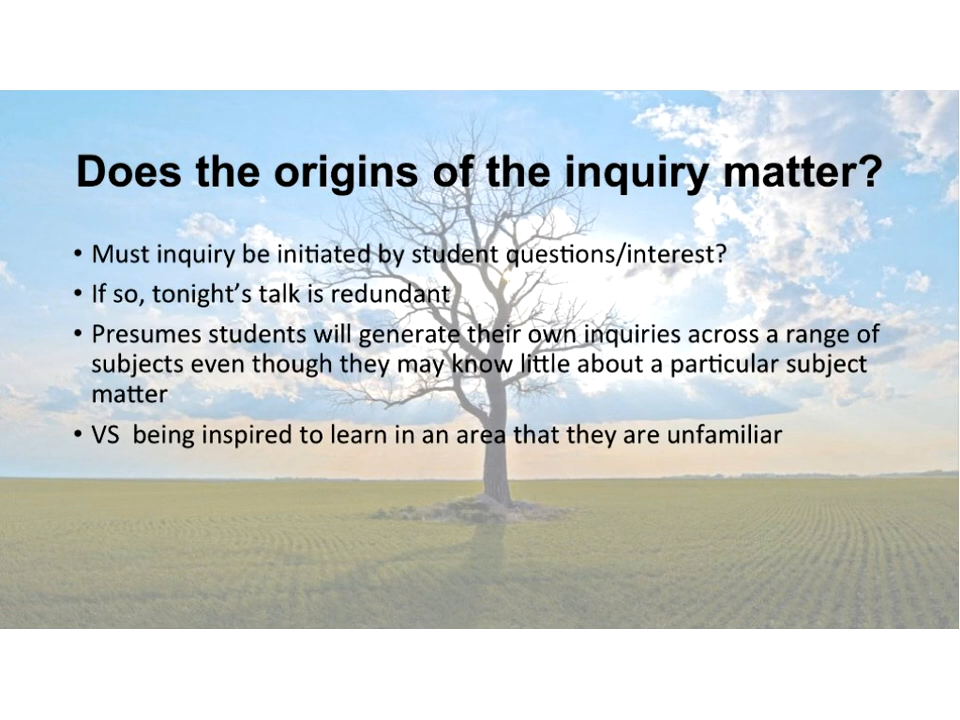 Does the origins of the inquiry matter?
• Must inquiry be initiated by student questions/interest?
• If so, tonight’s talk is redundant
• Presumes students will generate their own inquiries across a range of
subjects even though they may know little about a particular subject
matter
• VS  being inspired to learn in an area that they are unfamiliar